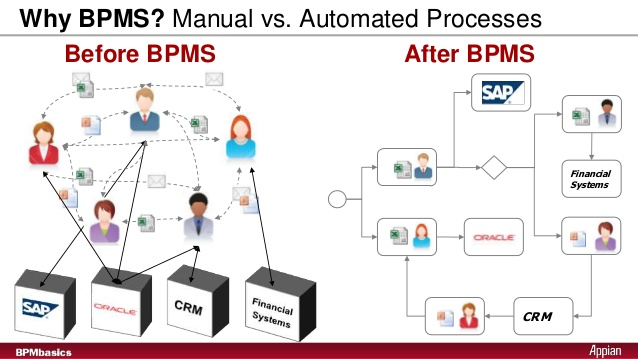 Why BPMS? Manual vs. Automated Processes
Before BPMS
After BPMS
SAP
ORACLE
CRM
Financial
Systems
SAP
Financial
Systems
ORACLE
CRM
BPMbasics
Appian